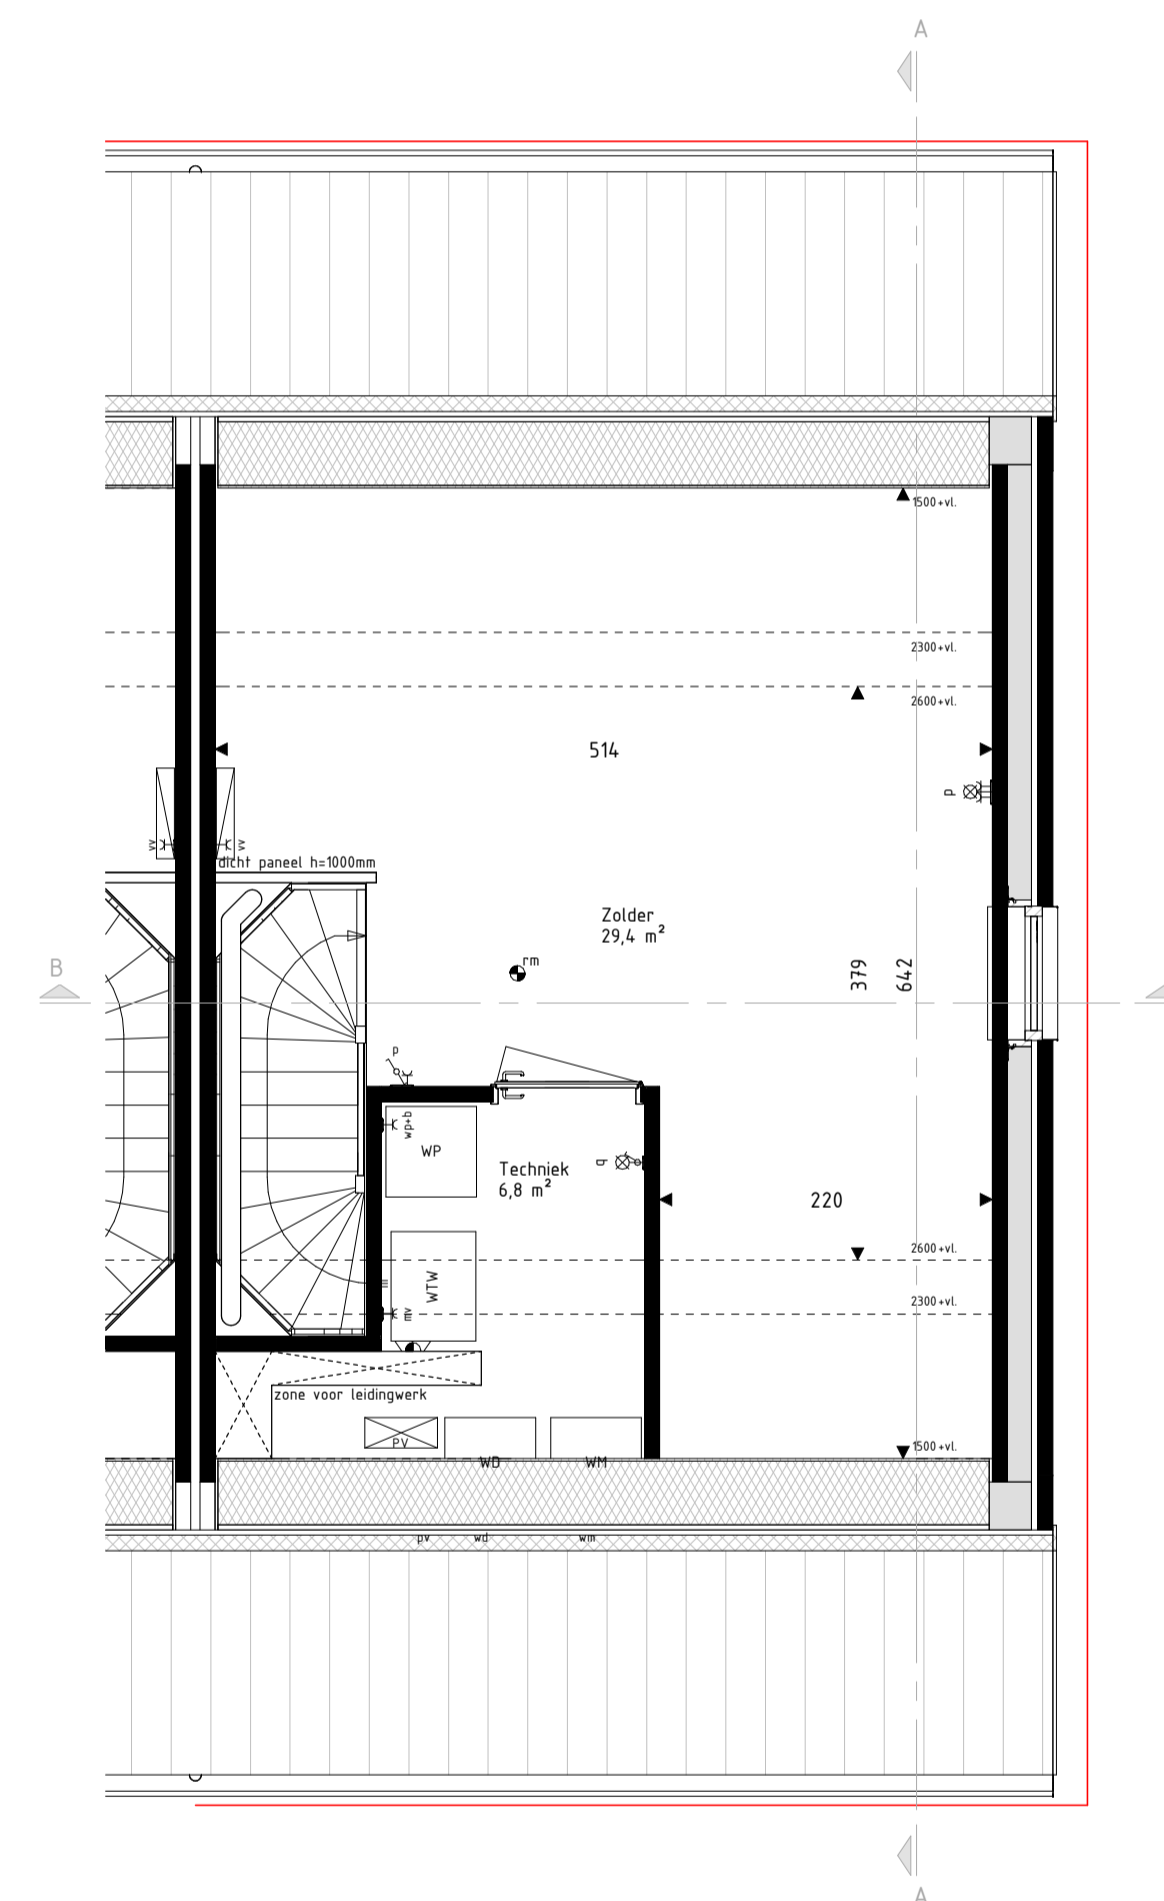 A
1500+vl.
2300+vl.
2600+vl.
514
p
vv
vv
dicht paneel h=1000mm
Zolder
29,4 m²
rm
379
642
B
p
wp+b
WP
Techniek
6,8 m²
q
220
2600+vl.
WTW
2300+vl.
mv
zone voor leidingwerk
PV
WD
WM
1500+vl.
pv
wd
wm
A